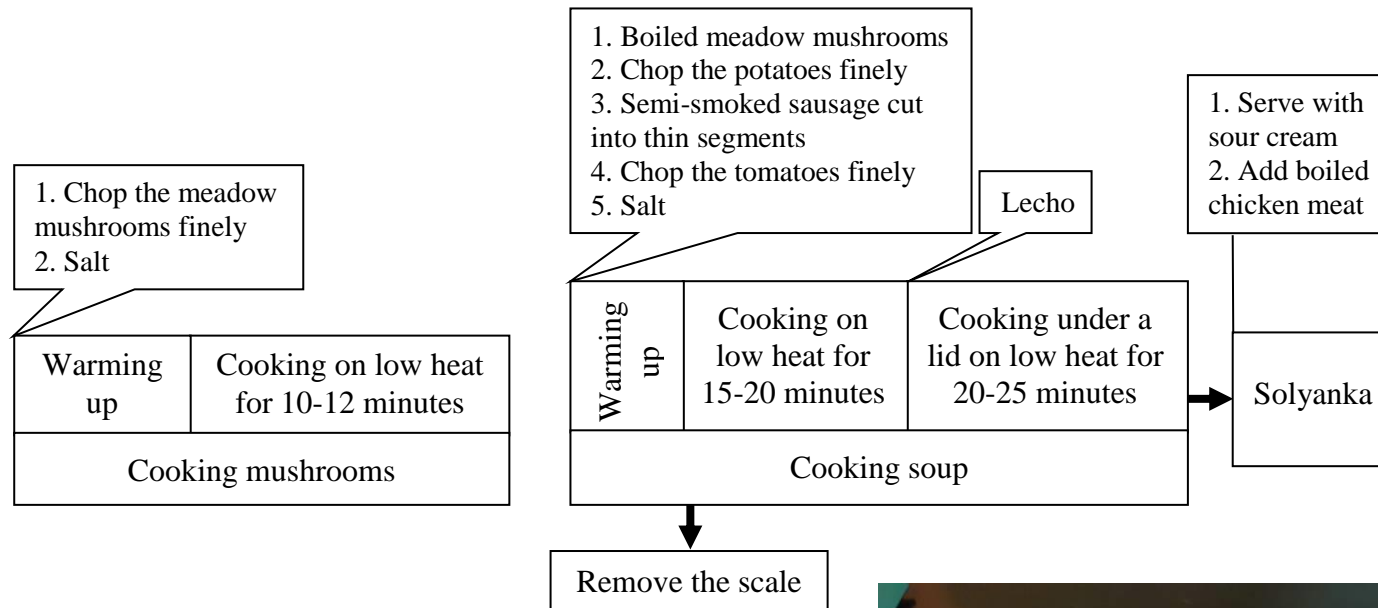 1. Chop the meadow
mushrooms finely
2. Salt
Warming
up
Cooking on low heat
for 10-12 minutes
Cooking mushrooms
1. Boiled meadow mushrooms
2. Chop the potatoes finely
3. Semi-smoked sausage cut
into thin segments
4. Chop the tomatoes finely
5. Salt
Lecho
Warming
up
Cooking on
low heat for
15-20 minutes
Cooking under a
lid on low heat for
20-25 minutes
Cooking soup
Remove the scale
1. Serve with
sour cream
2. Add boiled
chicken meat
Solyanka